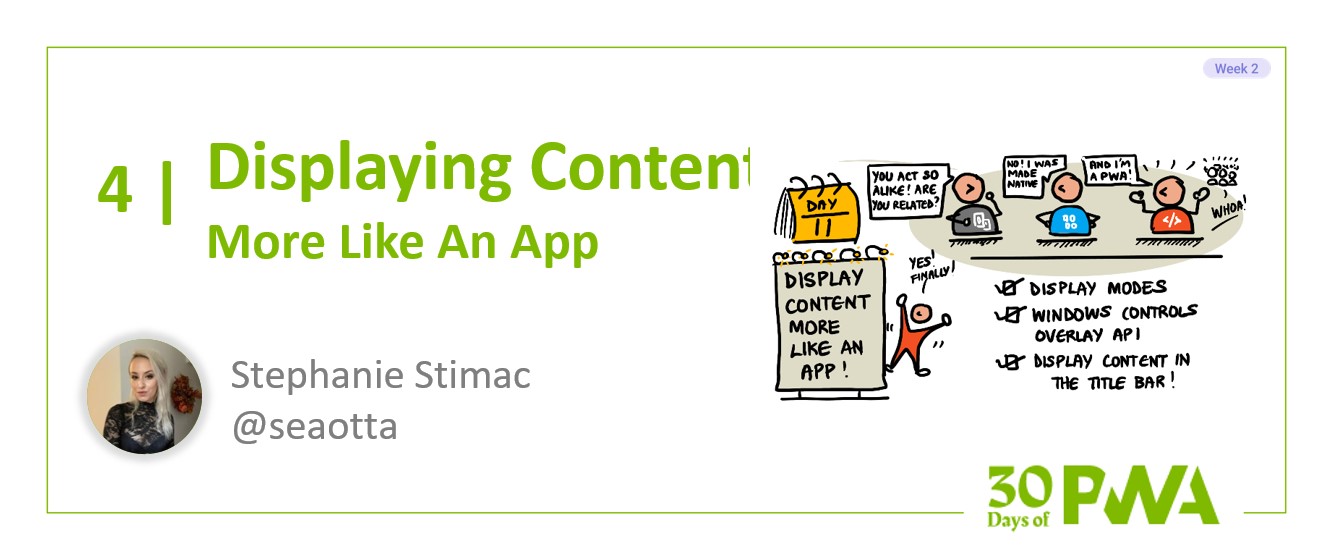 Week 2
4 |
Displaying Content
More Like An App
Stephanie Stimac
@seaotta
YOU ACT SO
ALIKE! ARE
YOU RELATED?
NO! I WAS
MADE
NATIVE
AND I'M
A PWA!
WHOA!
DAY
11
YES!
FINALLY!
DISPLAY
CONTENT
MORE
LIKE AN
APP!
DISPLAY MODES
WINDOWS CONTROLS
OVERLAY API
DISPLAY CONTENT IN
THE TITLE BAR!
30
Days of
PWA